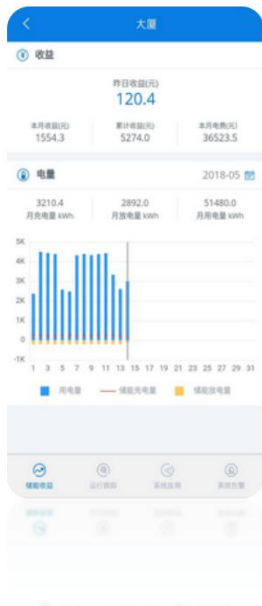 大厦
收益
昨日收益(元)
120.4
本月收益(元) 累计收益(元) 本月电费(元)
1554.3 5274.0 36523.5
电量 2018-05
3210.4 2892.0 51480.0
月充电量 kWh 月放电量 kWh 月用电量 kWh
5K
4K
3K
2K
1K
0
-1K
1 3 5 7 9 11 13 15 17 19 21 23 25 27 29 31
用电量 储能充电量 储能放电量
储能收益 运行跟踪 系统监测 系统告警